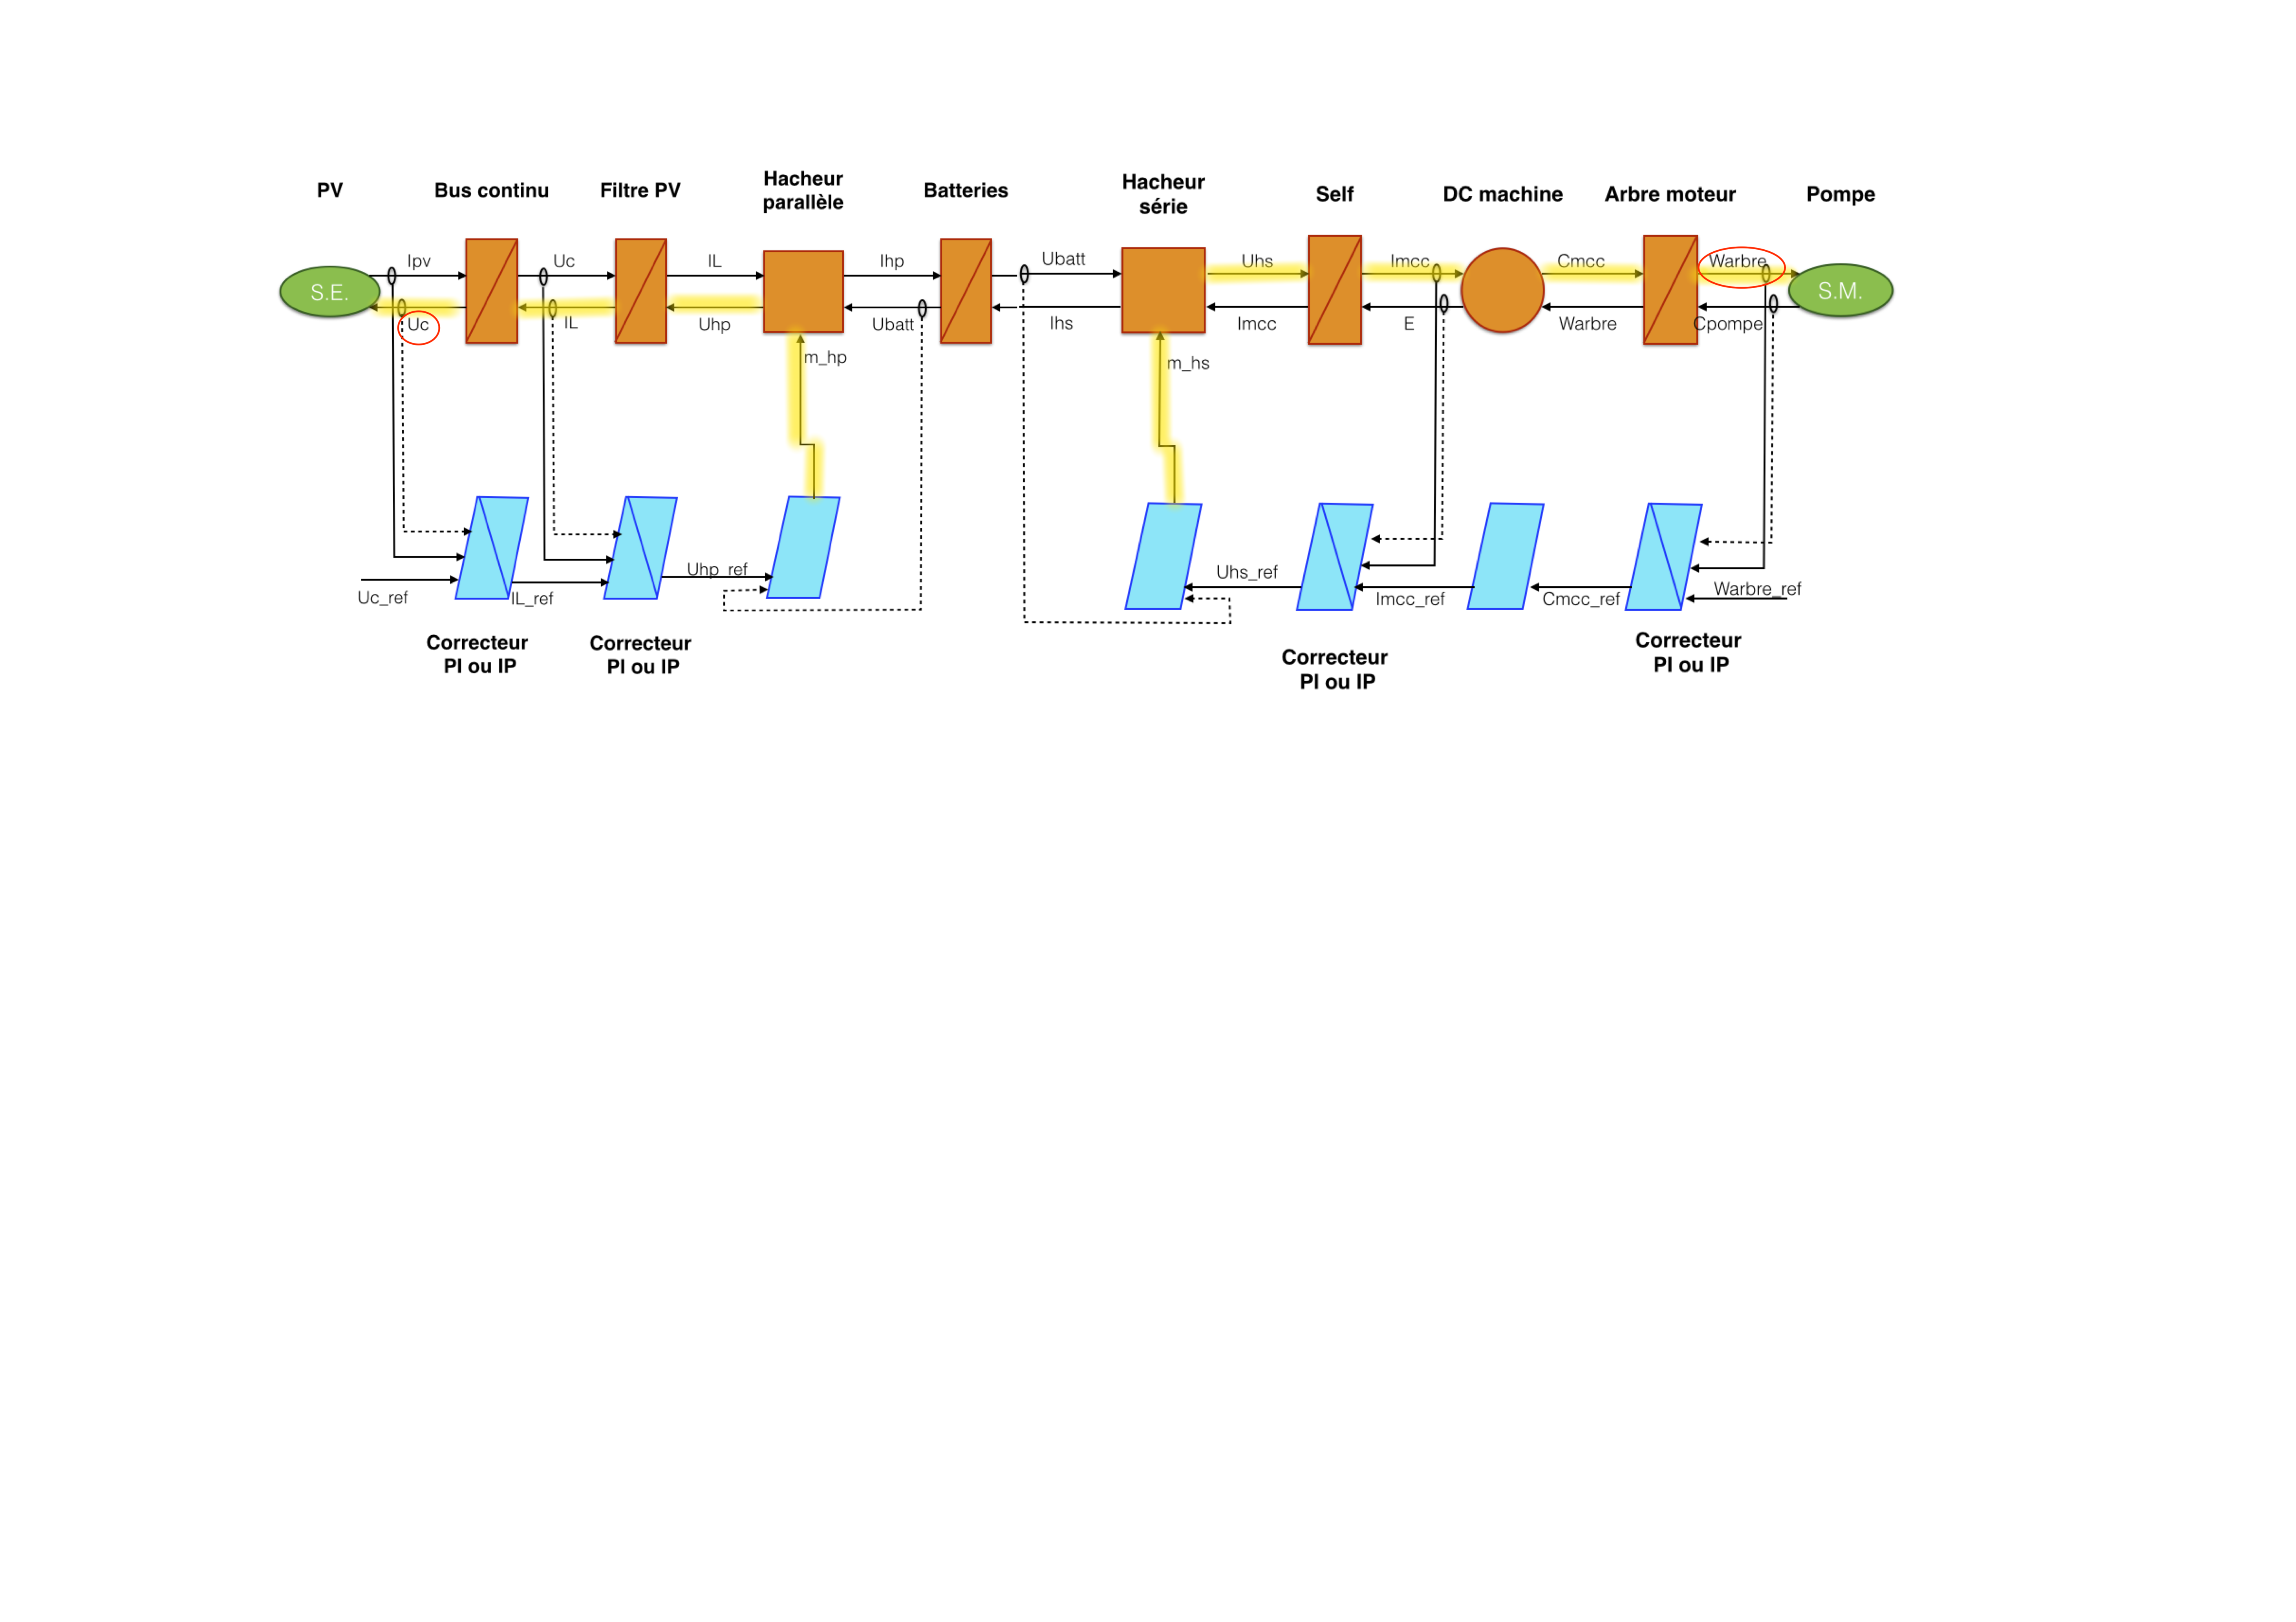 PV
Bus continu
Filtre PV
Hacheur
parallèle
Batteries
Hacheur
série
Self
DC machine
Arbre moteur
Pompe
S.E.
Ipv
Uc
IL
Ihp
Ubatt
Uhs
Imcc
Cmcc
Warbre
S.M.
Uc
IL
Uhp
Ubatt
Ihs
Imcc
E
Warbre
Cpompe
m_hp
m_hs
Uc_ref
IL_ref
Uhp_ref
Uhs_ref
Imcc_ref
Cmcc_ref
Warbre_ref
Correcteur
PI ou IP
Correcteur
PI ou IP
Correcteur
PI ou IP
Correcteur
PI ou IP